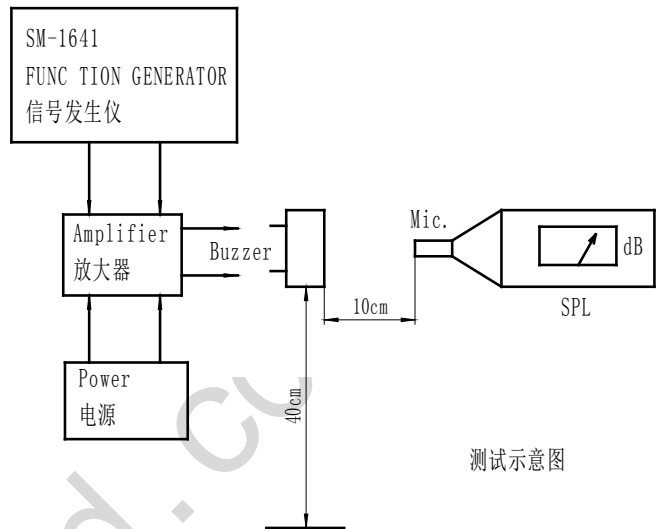 SM-1641
FUNC TION GENERATOR
信号发生仪
Amplifier
放大器
Buzzer
Mic.
dB
SPL
10cm
Power
电源
40cm
测试示意图